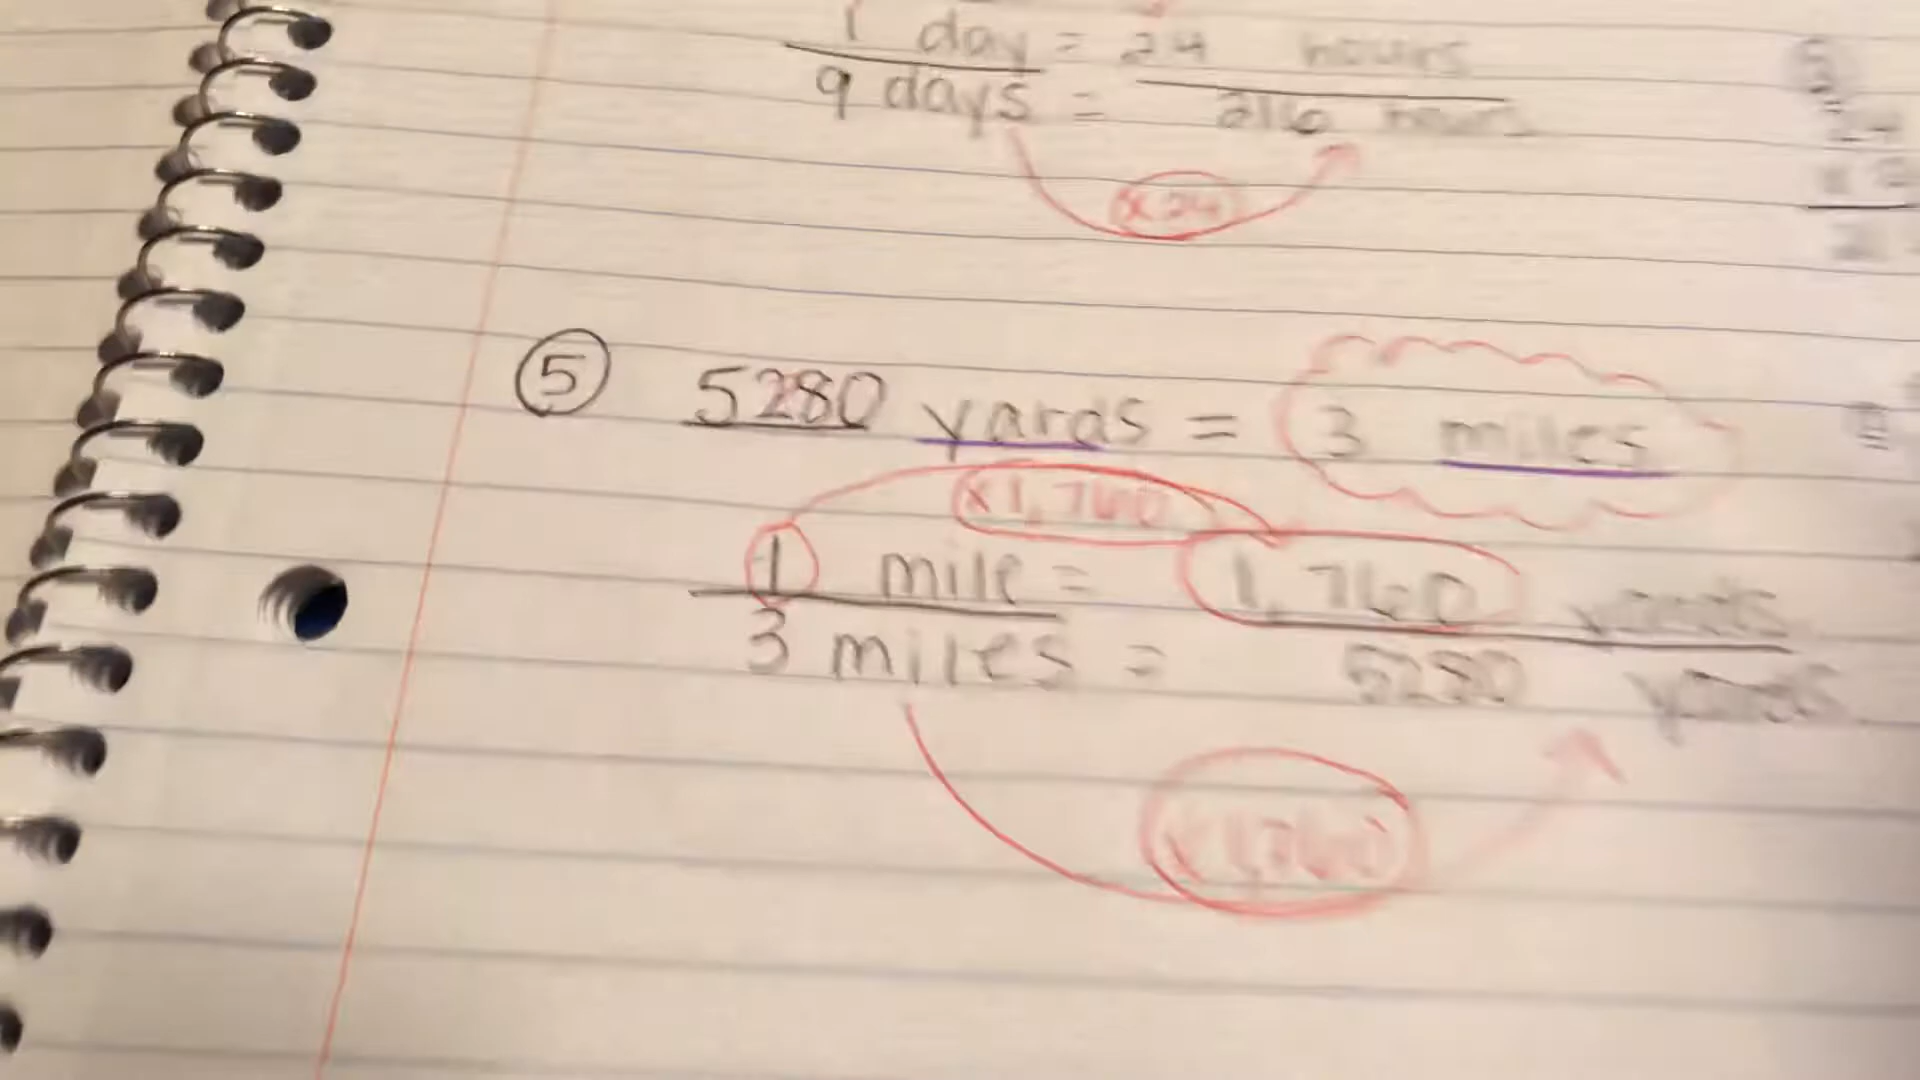 1 day = 24 hours
9 days = 216 hours
x24
24
5 5280 yards = 3 miles
x1,760
1 mile = 1,760 yards
3 miles = 5280 yards
x1,760